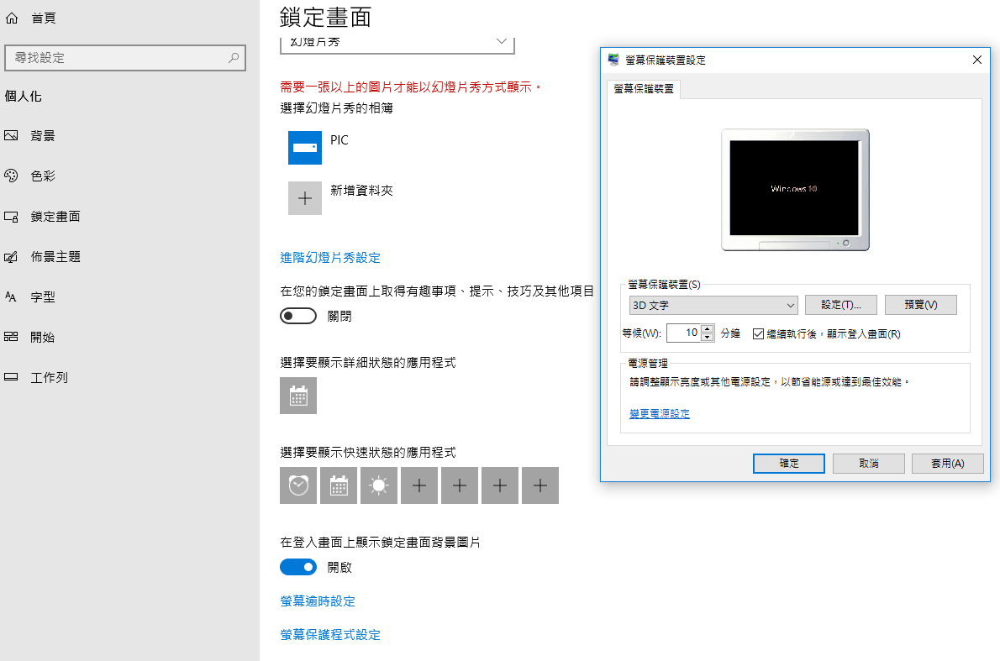 首頁
尋找設定
個人化
背景
色彩
鎖定畫面
佈景主題
字型
開始
工作列
鎖定畫面
幻燈片秀
需要一張以上的圖片才能以幻燈片秀方式顯示。
選擇幻燈片秀的相簿
PIC
新增資料夾
進階幻燈片秀設定
在您的鎖定畫面上取得有趣事項、提示、技巧及其他項目
關閉
選擇要顯示詳細狀態的應用程式
選擇要顯示快速狀態的應用程式
在登入畫面上顯示鎖定畫面背景圖片
開啟
螢幕逾時設定
螢幕保護程式設定
螢幕保護裝置設定
螢幕保護裝置
Windows 10
螢幕保護裝置(S)
3D 文字
設定(T)...
預覽(V)
等候(W): 10 分鐘 繼續執行後，顯示登入畫面(R)
電源管理
請調整顯示亮度或其他電源設定，以節省能源或達到最佳效能。
變更電源設定
確定
取消
套用(A)